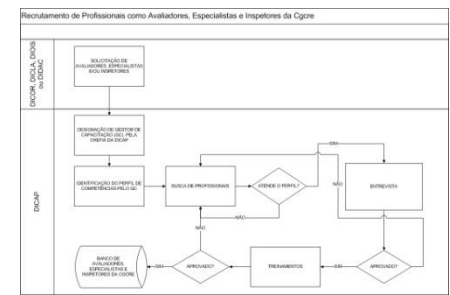 Recrutamento de Profissionais como Avaliadores, Especialistas e Inspetores da Cgcre
DICOR, DICLA, DIOIS
ou DIDAC
SOLICITAÇÃO DE
AVALIADORES, ESPECIALISTAS
E/OU INSPETORES
DICAP
DESIGNAÇÃO DE GESTOR DE
CAPACITAÇÃO (GC), PELA
CHEFIA DA DICAP
IDENTIFICAÇÃO DO PERFIL DE
COMPETÊNCIAS PELO GC
BUSCA DE PROFISSIONAIS
ATENDE O PERFIL?
SIM
NÃO
ENTREVISTA
NÃO
NÃO
BANCO DE
AVALIADORES,
ESPECIALISTAS E
INSPETORES DA CGCRE
SIM
APROVADO?
TREINAMENTOS
SIM
APROVADO?